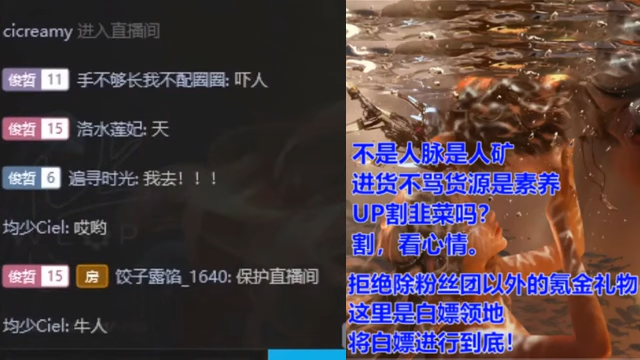 cicreamy 进入直播间
俊哲 11 手不够长我不配囤囤: 吓人
俊哲 15 洛水莲妃: 天
俊哲 6 遍寻时光: 我去！！！
均少Ciel: 哎哟
俊哲 15 房 饺子露馅_1640: 保护直播间
均少Ciel: 牛人
不是人脉是人矿
进货不骂货源是素养
UP割韭菜吗？
割，看心情。
拒绝除粉丝团以外的氪金礼物
这里是白嫖领地
将白嫖进行到底！